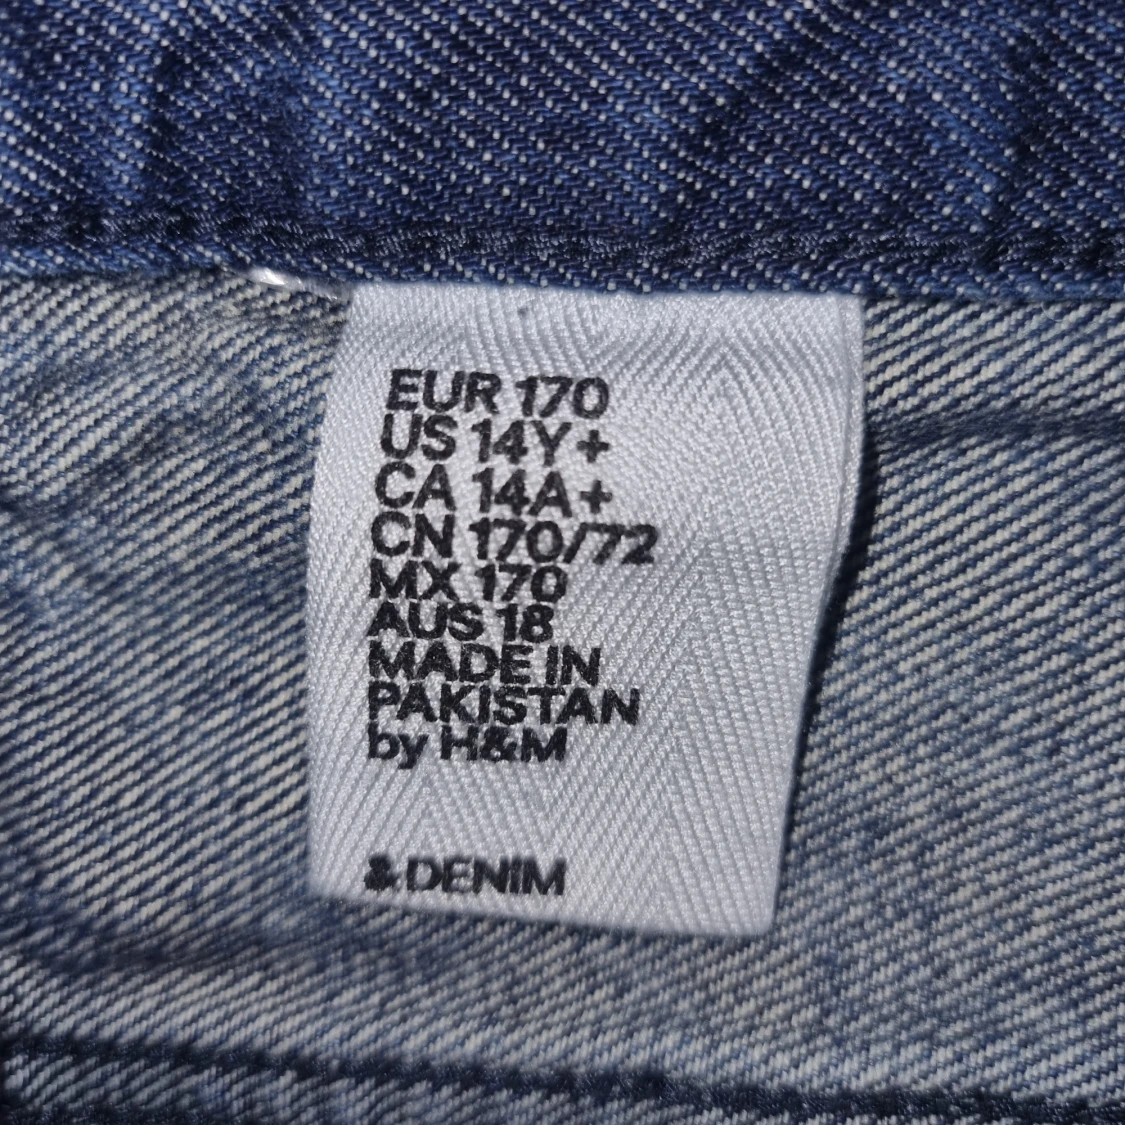 EUR 170
US 14Y+
CA 14A+
CN 170/72
MX 170
AUS 18
MADE IN
PAKISTAN
by H&M
& DENIM